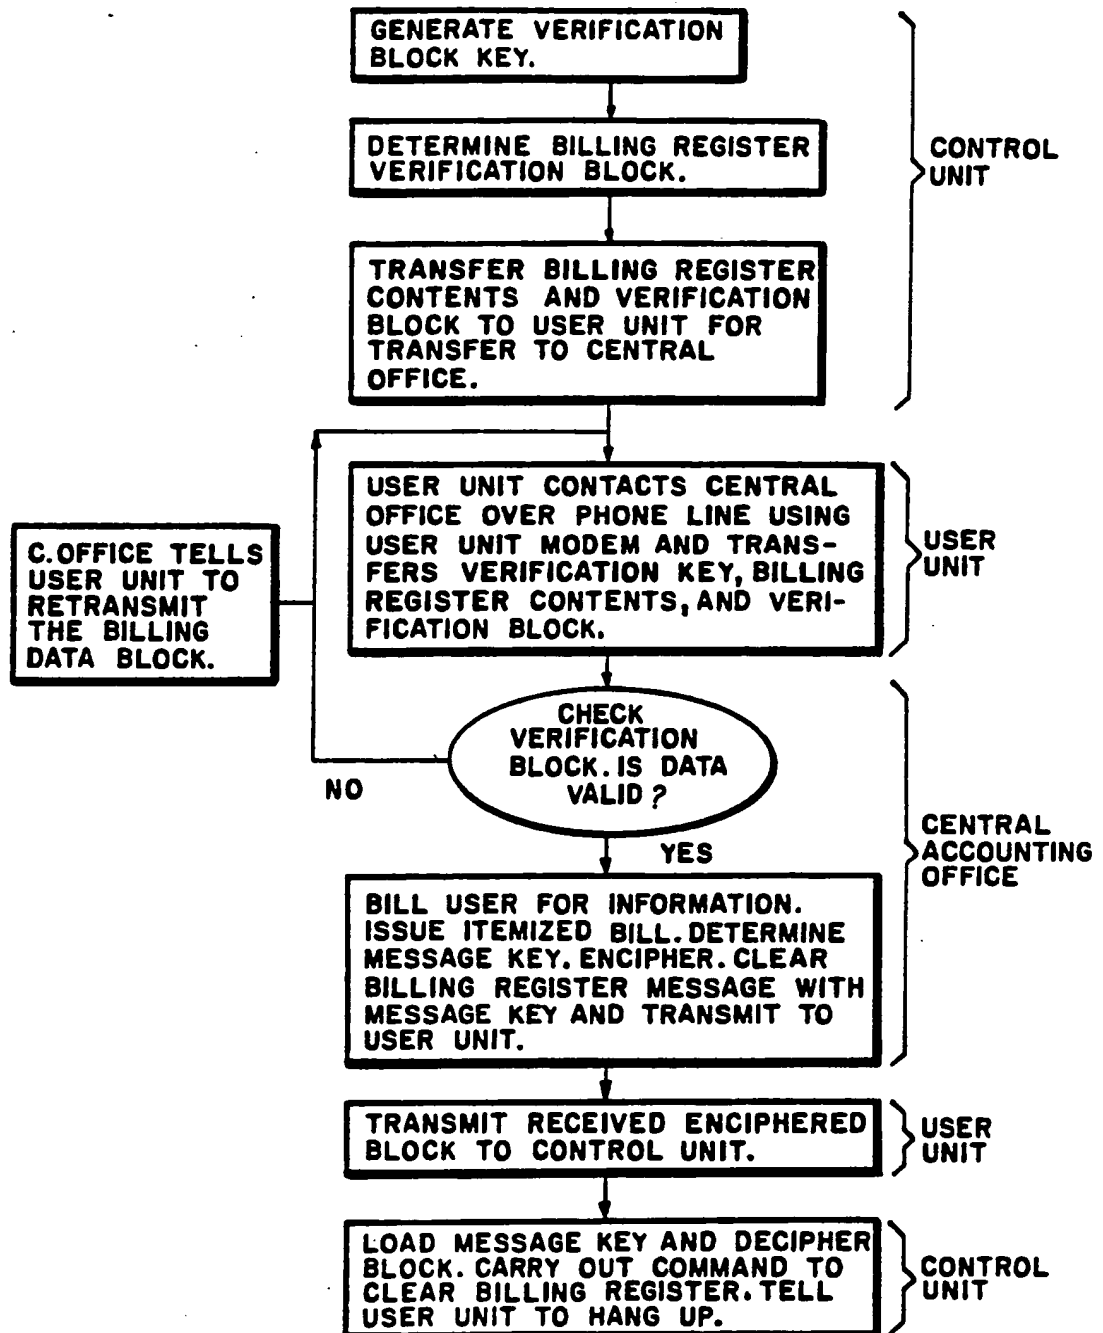 GENERATE VERIFICATION
BLOCK KEY.
DETERMINE BILLING REGISTER
VERIFICATION BLOCK.
TRANSFER BILLING REGISTER
CONTENTS AND VERIFICATION
BLOCK TO USER UNIT FOR
TRANSFER TO CENTRAL
OFFICE.
CONTROL
UNIT
USER UNIT CONTACTS CENTRAL
OFFICE OVER PHONE LINE USING
USER UNIT MODEM AND TRANS-
FERS VERIFICATION KEY, BILLING
REGISTER CONTENTS, AND VERI-
FICATION BLOCK.
USER
UNIT
C. OFFICE TELLS
USER UNIT TO
RETRANSMIT
THE BILLING
DATA BLOCK.
CHECK
VERIFICATION
BLOCK. IS DATA
VALID?
NO
YES
BILL USER FOR INFORMATION.
ISSUE ITEMIZED BILL. DETERMINE
MESSAGE KEY. ENCIPHER. CLEAR
BILLING REGISTER MESSAGE WITH
MESSAGE KEY AND TRANSMIT TO
USER UNIT.
CENTRAL
ACCOUNTING
OFFICE
TRANSMIT RECEIVED ENCIPHERED
BLOCK TO CONTROL UNIT.
USER
UNIT
LOAD MESSAGE KEY AND DECIPHER
BLOCK. CARRY OUT COMMAND TO
CLEAR BILLING REGISTER. TELL
USER UNIT TO HANG UP.
CONTROL
UNIT